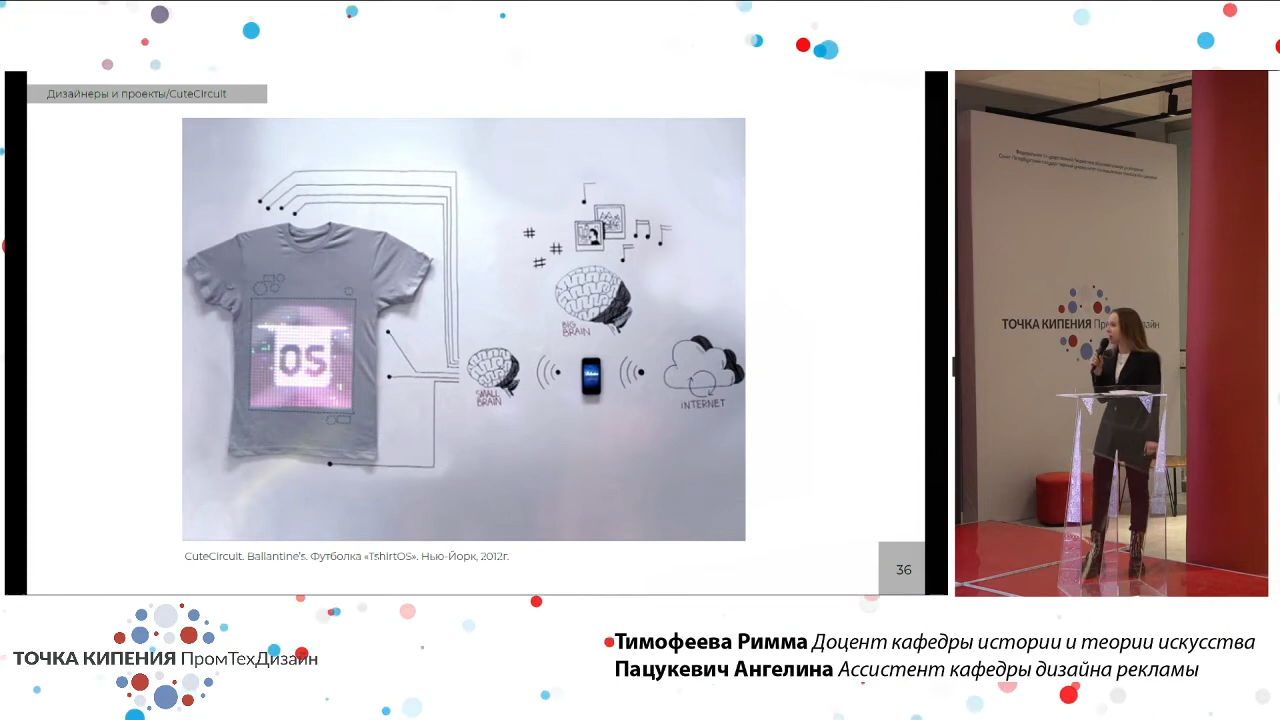 Дизайнеры и проекты/CuteCircuit
OS
#
#
#
BIG
BRAIN
SMALL
BRAIN
INTERNET
CuteCircuit. Ballantine's. Футболка «TshirtOS». Нью-Йорк, 2012г.
36
ТОЧКА КИПЕНИЯ ПромТехДизайн
ТОЧКА КИПЕНИЯ ПромТехДизайн
Тимофеева Римма Доцент кафедры истории и теории искусства
Пацукевич Ангелина Ассистент кафедры дизайна рекламы